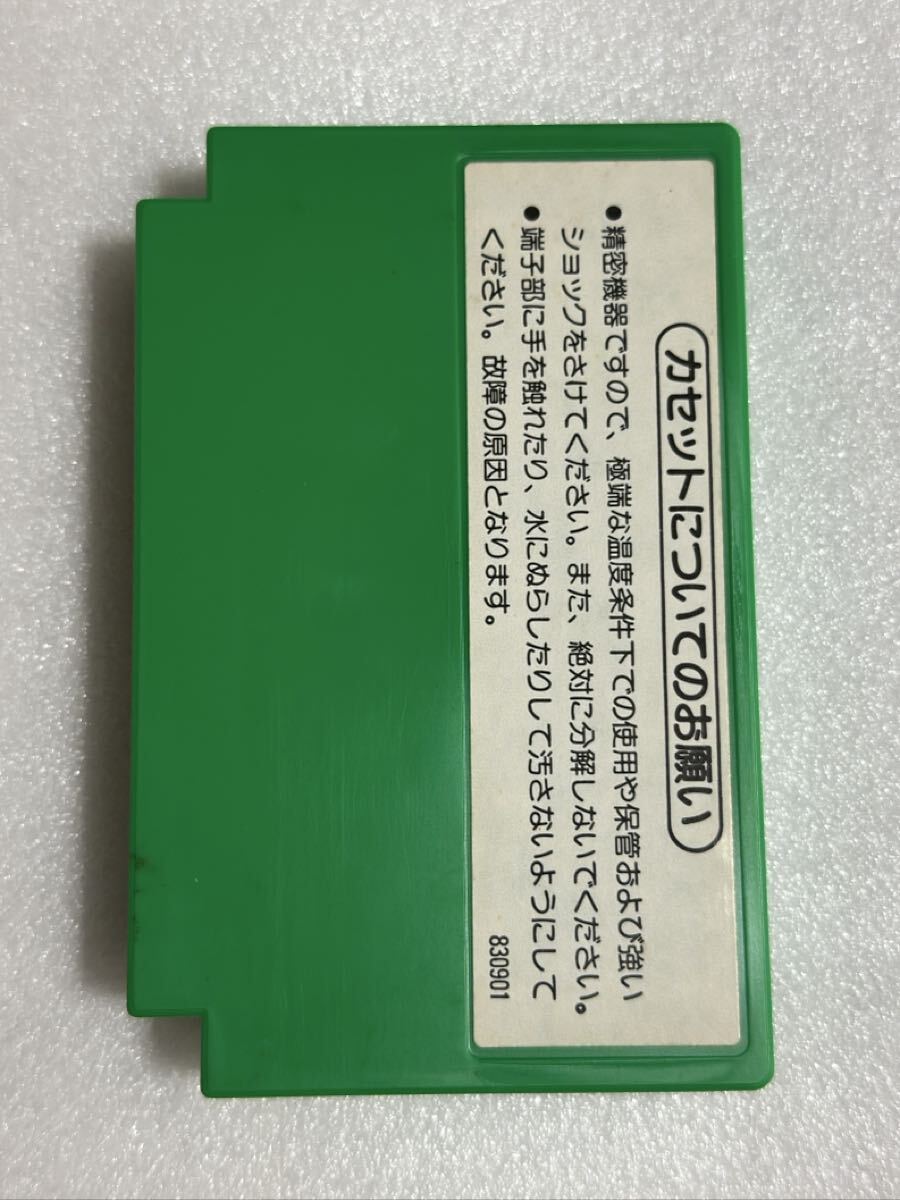 カセットについてのお願い
●精密機器ですので、極端な温度条件下での使用や保管および強い
ショックをさけてください。また、絶対に分解しないでください。
●端子部に手を触れたり、水にぬらしたりして汚さないようにして
ください。故障の原因となります。
830901